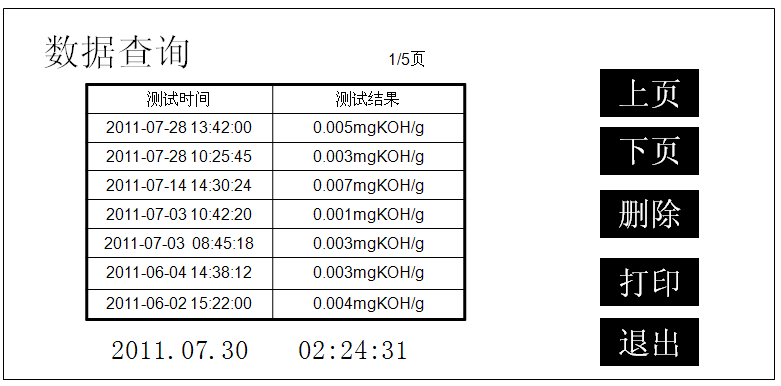 数据查询
1/5页
测试时间 测试结果
2011-07-28 13:42:00 0.005mgKOH/g
2011-07-28 10:25:45 0.003mgKOH/g
2011-07-14 14:30:24 0.007mgKOH/g
2011-07-03 10:42:20 0.001mgKOH/g
2011-07-03 08:45:18 0.003mgKOH/g
2011-06-04 14:38:12 0.003mgKOH/g
2011-06-02 15:22:00 0.004mgKOH/g
2011.07.30 02:24:31
上页
下页
删除
打印
退出